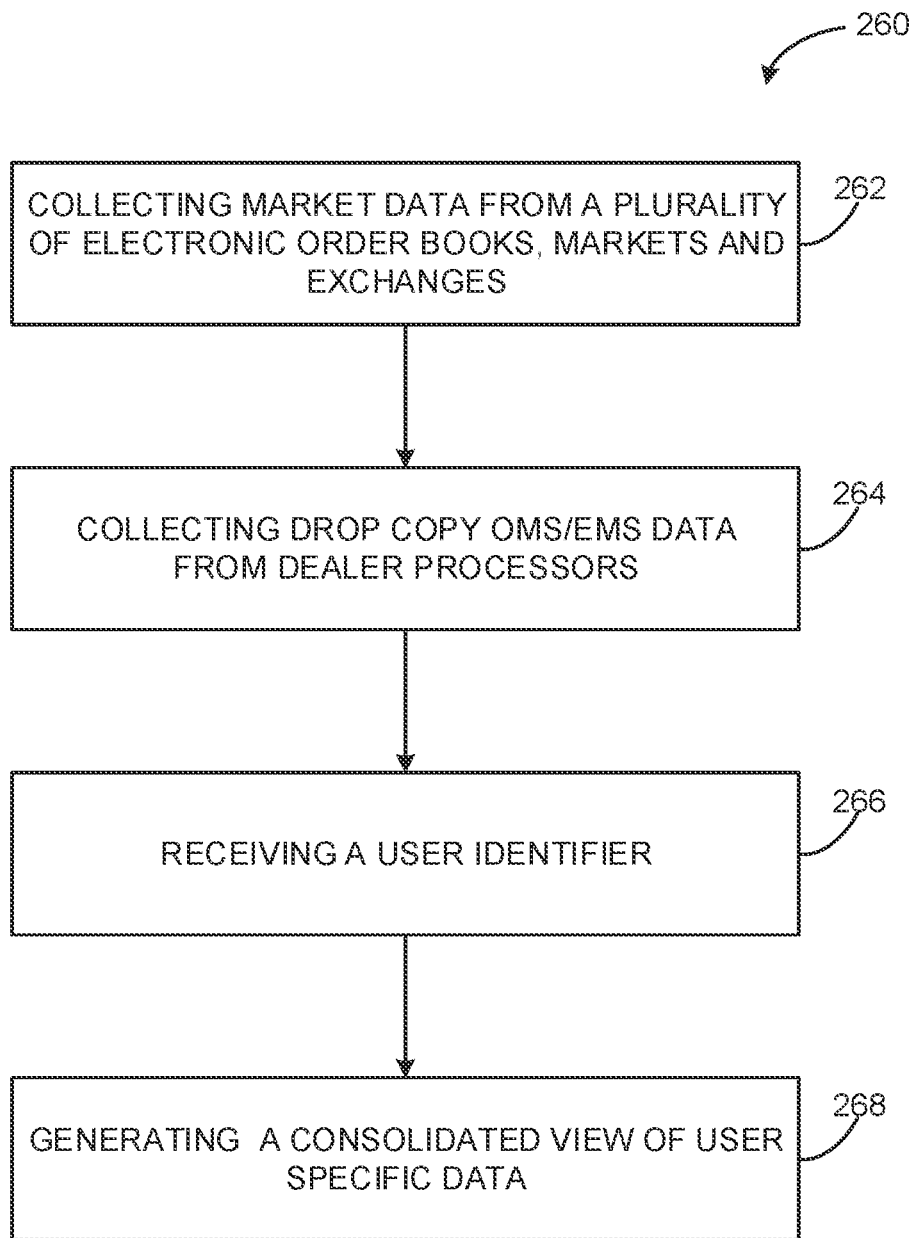 260
COLLECTING MARKET DATA FROM A PLURALITY
OF ELECTRONIC ORDER BOOKS, MARKETS AND
EXCHANGES
262
COLLECTING DROP COPY OMS/EMS DATA
FROM DEALER PROCESSORS
264
RECEIVING A USER IDENTIFIER
266
GENERATING A CONSOLIDATED VIEW OF USER
SPECIFIC DATA
268